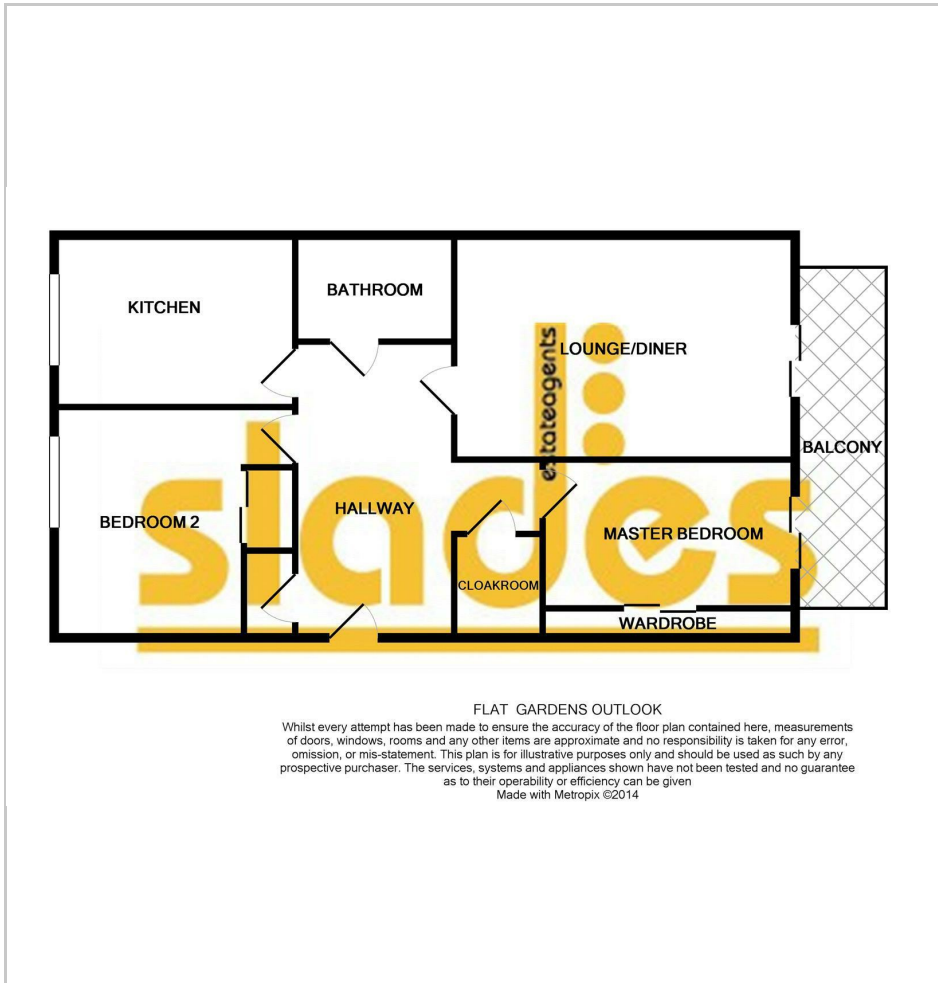 KITCHEN
BATHROOM
LOUNGE/DINER
BALCONY
BEDROOM 2
HALLWAY
MASTER BEDROOM
CLOAKROOM
WARDROBE
estateagents
slades
FLAT GARDENS OUTLOOK
Whilst every attempt has been made to ensure the accuracy of the floor plan contained here, measurements
of doors, windows, rooms and any other items are approximate and no responsibility is taken for any error,
omission, or mis-statement. This plan is for illustrative purposes only and should be used as such by any
prospective purchaser. The services, systems and appliances shown have not been tested and no guarantee
as to their operability or efficiency can be given
Made with Metropix ©2014